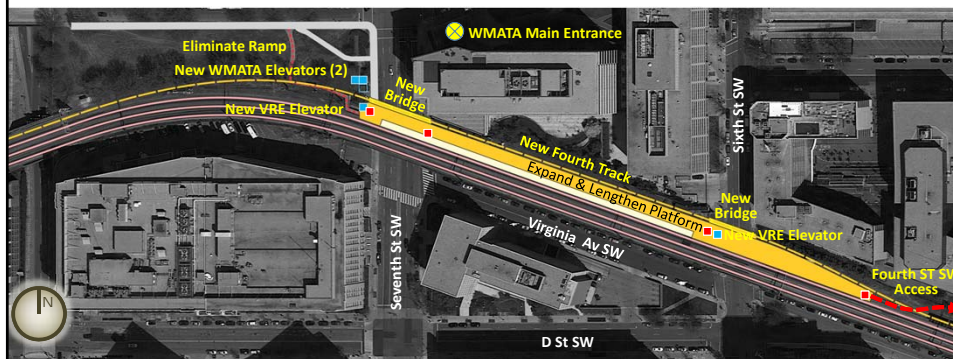 Eliminate Ramp
WMATA Main Entrance
New WMATA Elevators (2)
New VRE Elevator
New
Bridge
New Fourth Track
Expand & Lengthen Platform
Sixth St SW
New
Bridge
New VRE Elevator
Virginia Av SW
Seventh St SW
Fourth ST SW
Access
N
D St SW